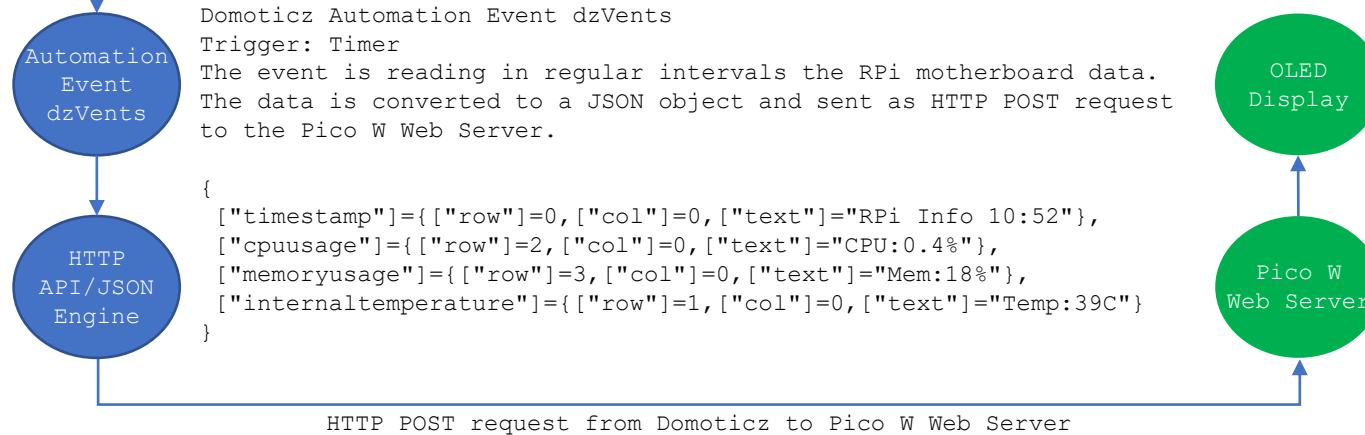 Automation
Event
dzVents
Domoticz Automation Event dzVents
Trigger: Timer
The event is reading in regular intervals the RPi motherboard data.
The data is converted to a JSON object and sent as HTTP POST request
to the Pico W Web Server.
OLED
Display
{
["timestamp"]={["row"]=0,["col"]=0,["text"]="RPi Info 10:52"},
["cpuusage"]={["row"]=2,["col"]=0,["text"]="CPU:0.4%"},
["memoryusage"]={["row"]=3,["col"]=0,["text"]="Mem:18%"},
["internaltemperature"]={["row"]=1,["col"]=0,["text"]="Temp:39C"}
}
HTTP
API/JSON
Engine
Pico W
Web Server
HTTP POST request from Domoticz to Pico W Web Server